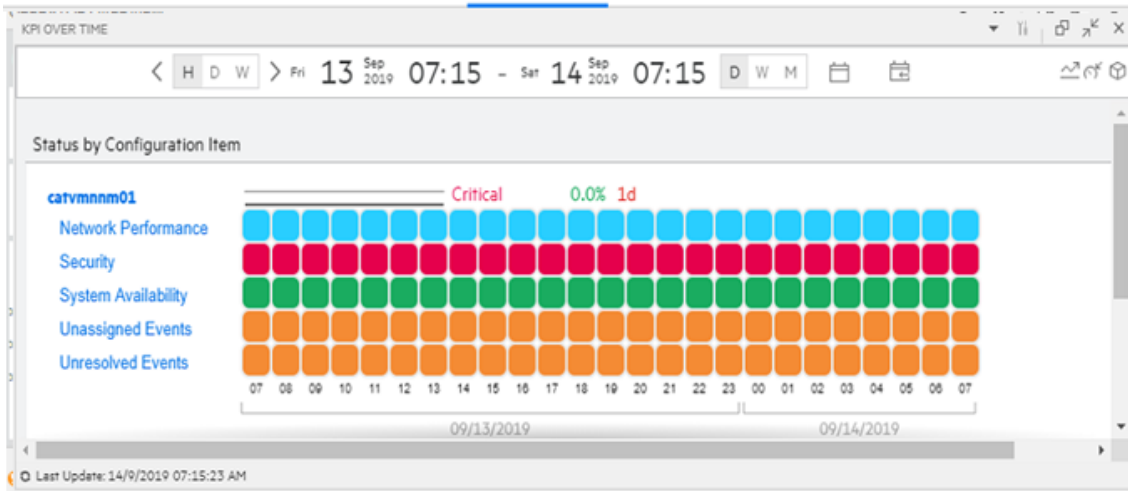 KPI OVER TIME
H D W Fri 13 Sep 2019 07:15 - Sat 14 Sep 2019 07:15 D W M
Status by Configuration Item
catvmnnm01 Critical 0.0% 1d
Network Performance
Security
System Availability
Unassigned Events
Unresolved Events
07 08 09 10 11 12 13 14 15 16 17 18 19 20 21 22 23 00 01 02 03 04 05 06 07
09/13/2019 09/14/2019
Last Update: 14/9/2019 07:15:23 AM